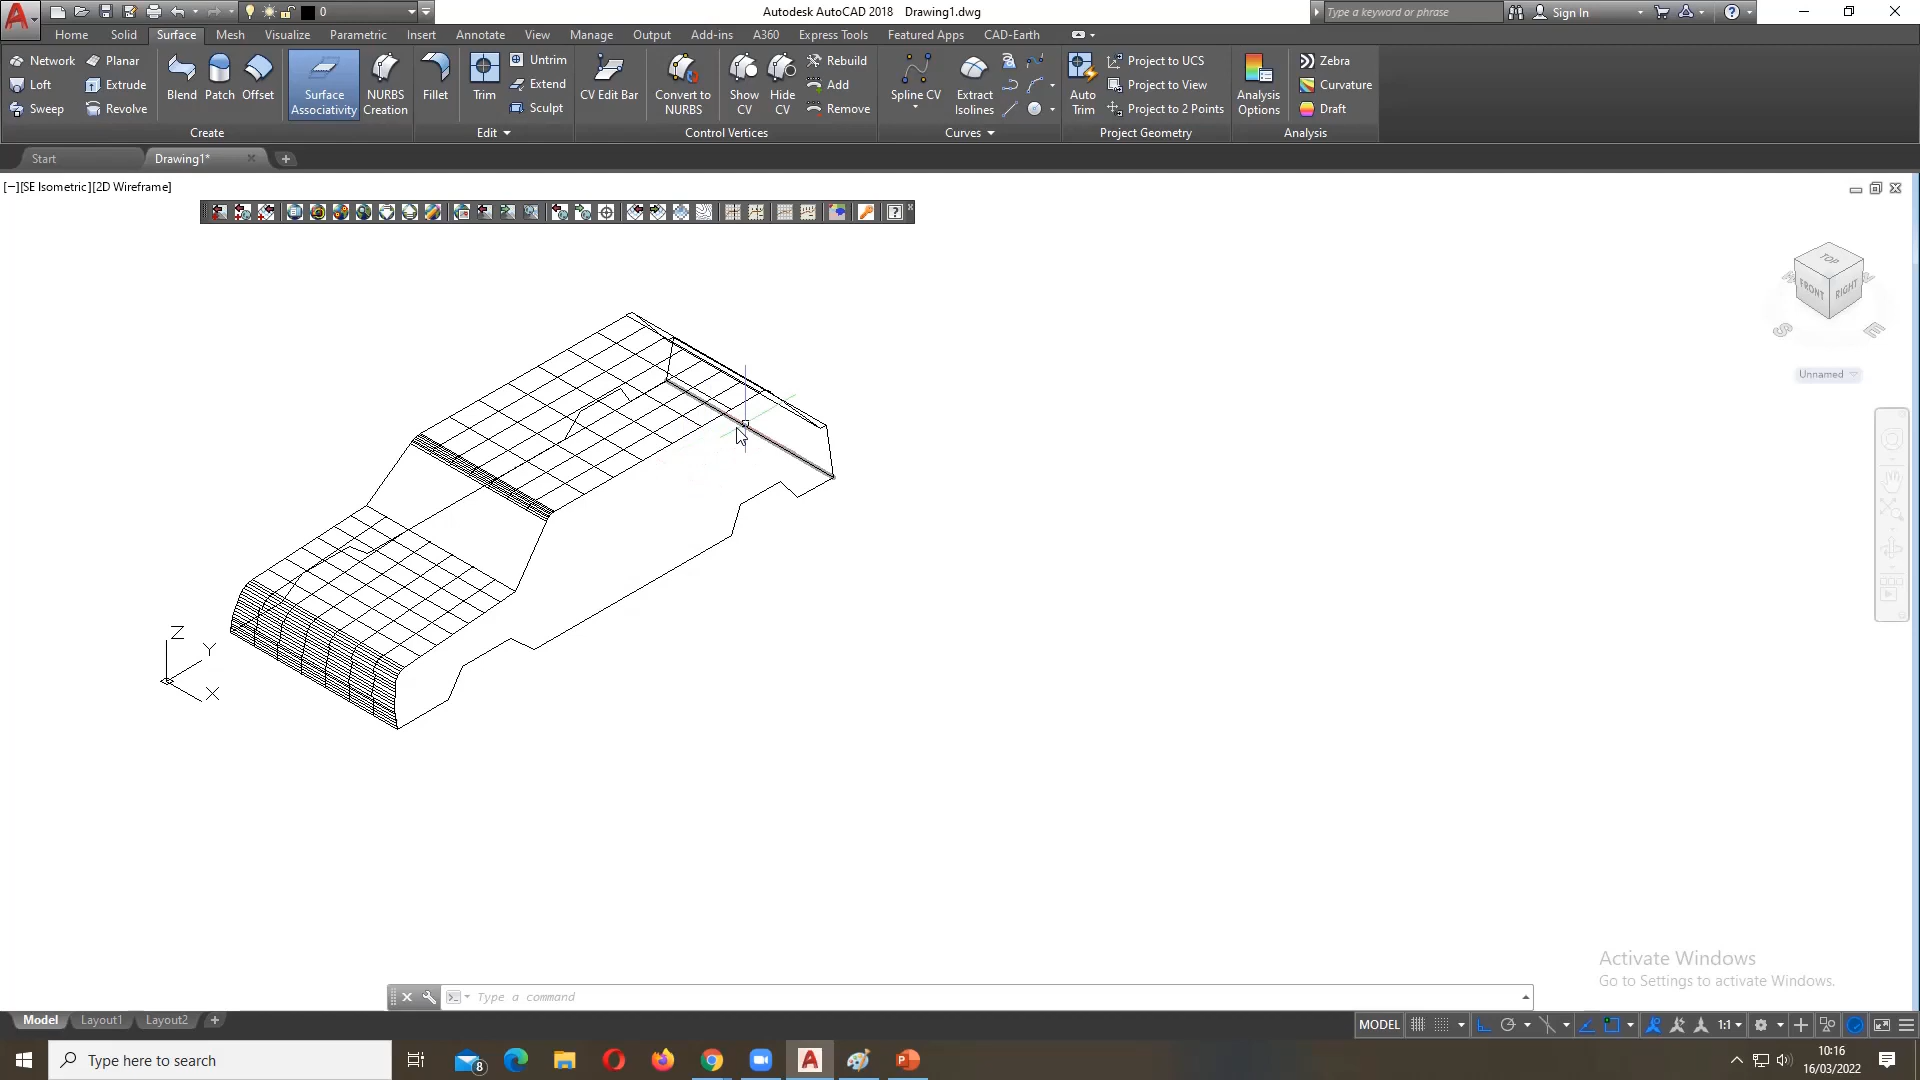 0
Autodesk AutoCAD 2018 Drawing1.dwg
Type a keyword or phrase
Sign In
Home Solid Surface Mesh Visualize Parametric Insert Annotate View Manage Output Add-ins A360 Express Tools Featured Apps CAD-Earth
Network Planar
Loft Extrude
Sweep Revolve
Create
Blend Patch Offset
Surface Associativity
NURBS Creation
Fillet
Trim
Untrim
Extend
Sculpt
Edit
CV Edit Bar
Convert to NURBS
Show CV
Hide CV
Rebuild
Add
Remove
Control Vertices
Spline CV
Extract Isolines
Curves
Auto Trim
Project to UCS
Project to View
Project to 2 Points
Project Geometry
Analysis Options
Zebra
Curvature
Draft
Analysis
Start
Drawing1*
[−][SE Isometric][2D Wireframe]
TOP
FRONT
RIGHT
S
E
Unnamed
Z
Y
X
Activate Windows
Go to Settings to activate Windows.
Type a command
Model Layout1 Layout2
MODEL
1:1
Type here to search
8
10:16
16/03/2022